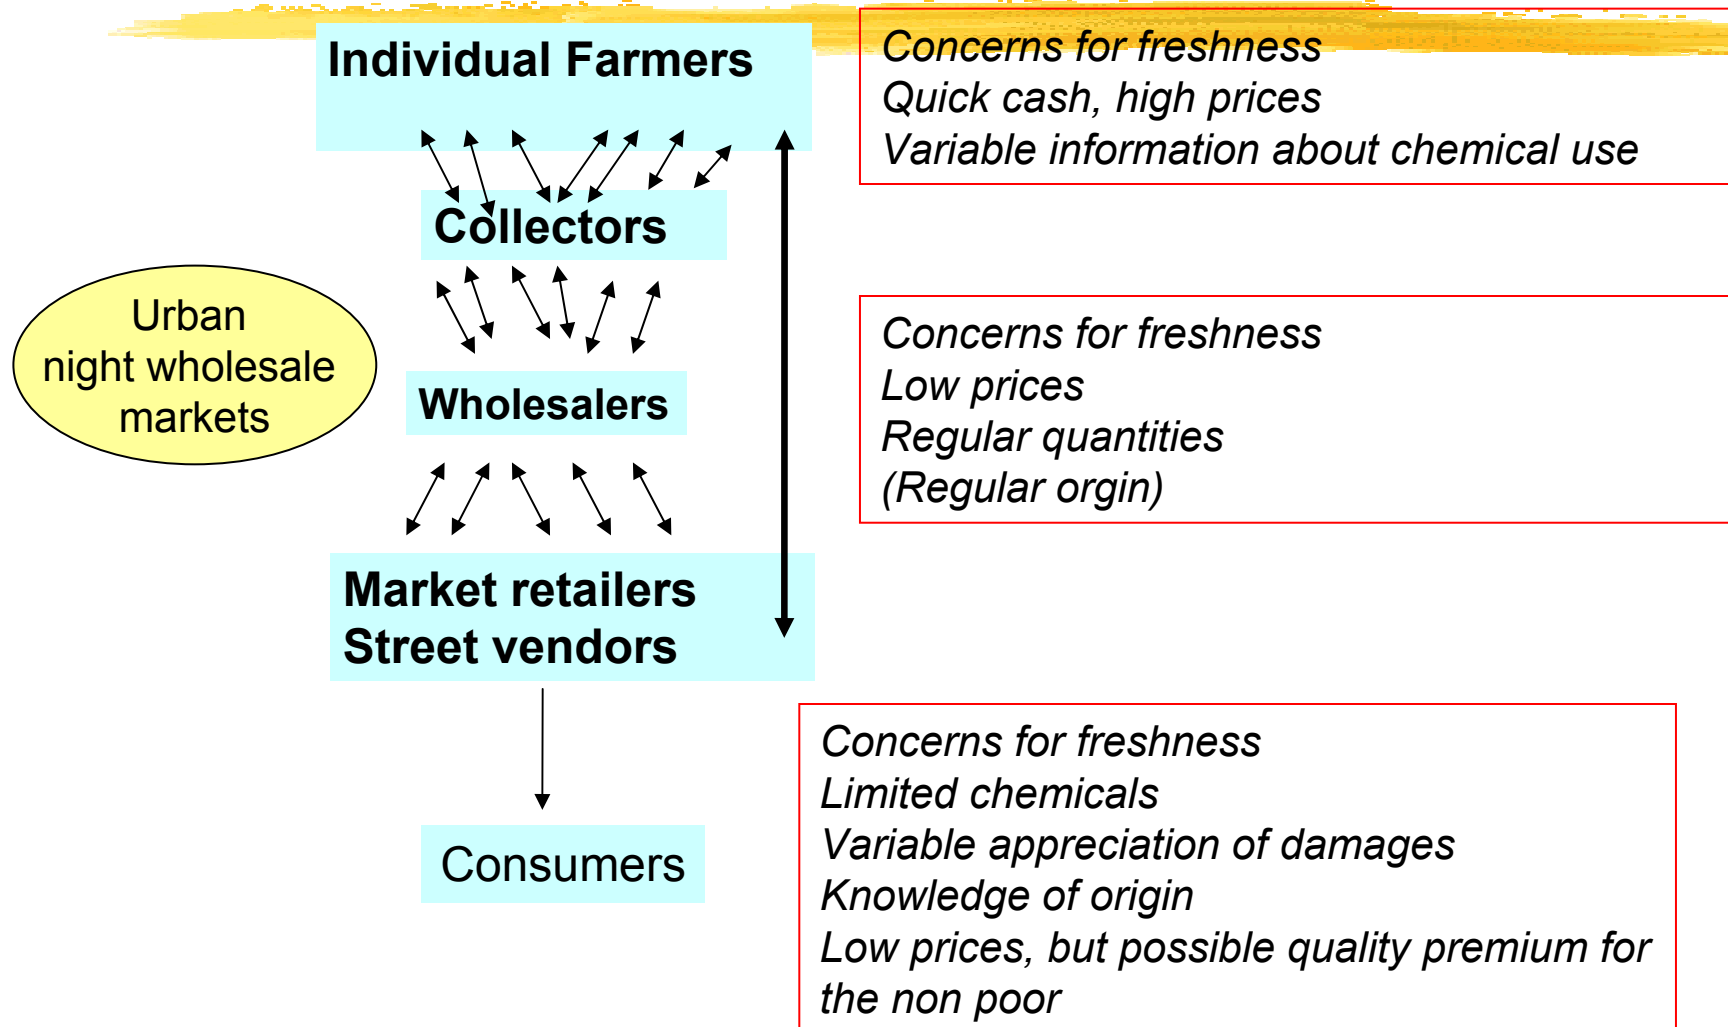 Individual Farmers
Concerns for freshness
Quick cash, high prices
Variable information about chemical use
Collectors
Urban
night wholesale
markets
Wholesalers
Concerns for freshness
Low prices
Regular quantities
(Regular orgin)
Market retailers
Street vendors
Consumers
Concerns for freshness
Limited chemicals
Variable appreciation of damages
Knowledge of origin
Low prices, but possible quality premium for
the non poor